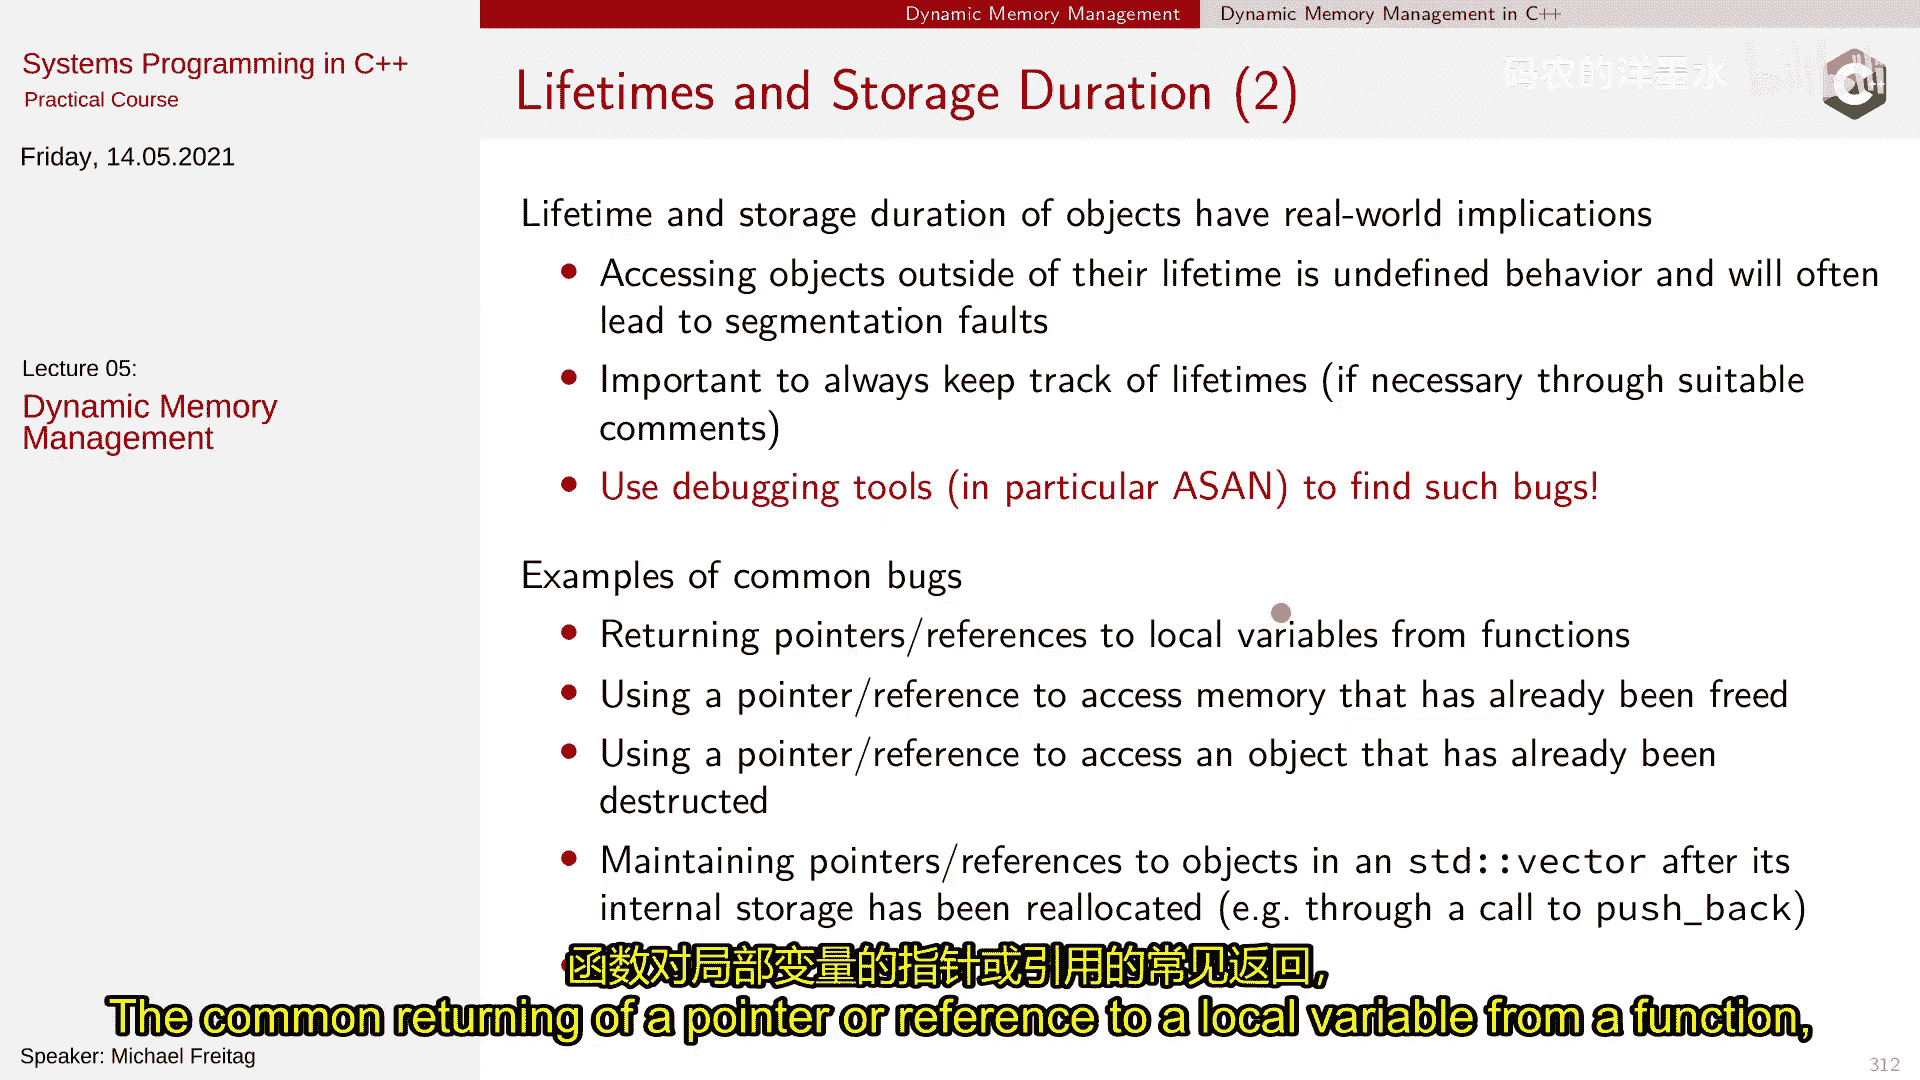 Dynamic Memory Management
Dynamic Memory Management in C++
Systems Programming in C++
Practical Course
Friday, 14.05.2021
Lecture 05:
Dynamic Memory
Management
Lifetimes and Storage Duration (2)
码农的洋墨水
Lifetime and storage duration of objects have real-world implications
• Accessing objects outside of their lifetime is undefined behavior and will often
lead to segmentation faults
• Important to always keep track of lifetimes (if necessary through suitable
comments)
• Use debugging tools (in particular ASAN) to find such bugs!
Examples of common bugs
• Returning pointers/references to local variables from functions
• Using a pointer/reference to access memory that has already been freed
• Using a pointer/reference to access an object that has already been
destructed
• Maintaining pointers/references to objects in an std::vector after its
internal storage has been reallocated (e.g. through a call to push_back)
函数对局部变量的指针或引用的常见返回,
The common returning of a pointer or reference to a local variable from a function,
Speaker: Michael Freitag
312